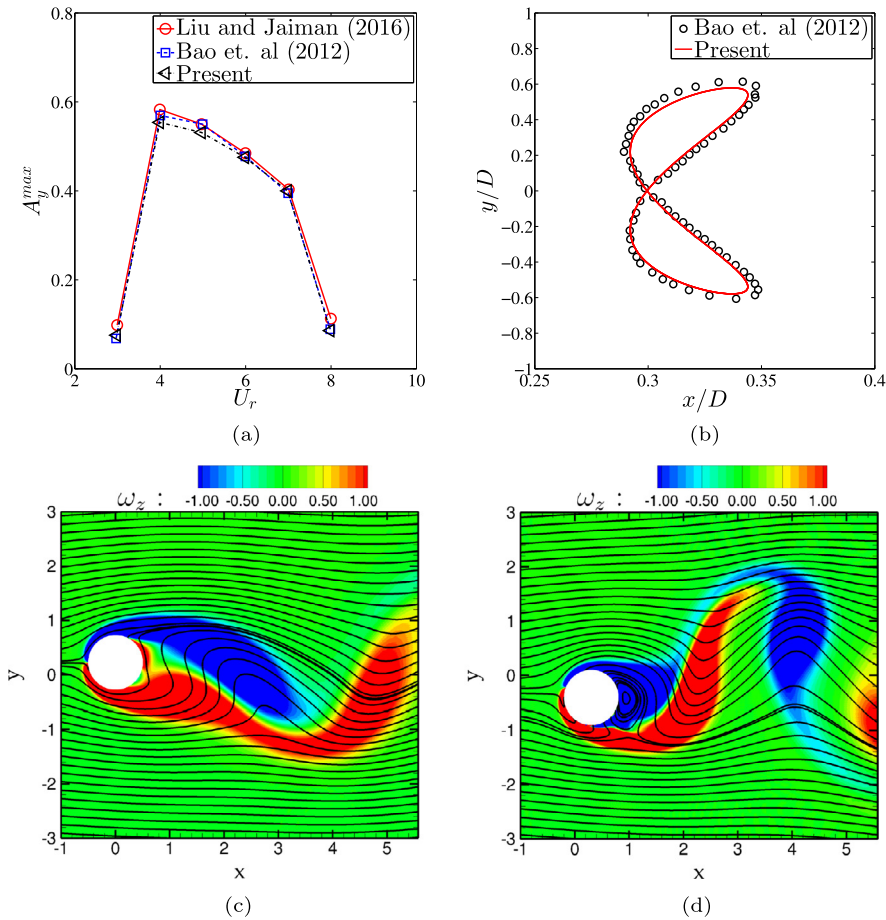 Liu and Jaiman (2016)
Bao et. al (2012)
Present
0.8
0.6
0.4
0.2
0
A_y^{max}
2
4
6
8
10
U_r
(a)
Bao et. al (2012)
Present
1
0.8
0.6
0.4
0.2
0
-0.2
-0.4
-0.6
-0.8
-1
y/D
0.25
0.3
0.35
0.4
x/D
(b)
ω_z :
-1.00 -0.50 0.00 0.50 1.00
3
2
1
0
-1
-2
-3
y
-1 0 1 2 3 4 5
x
(c)
ω_z :
-1.00 -0.50 0.00 0.50 1.00
3
2
1
0
-1
-2
-3
y
-1 0 1 2 3 4 5
x
(d)